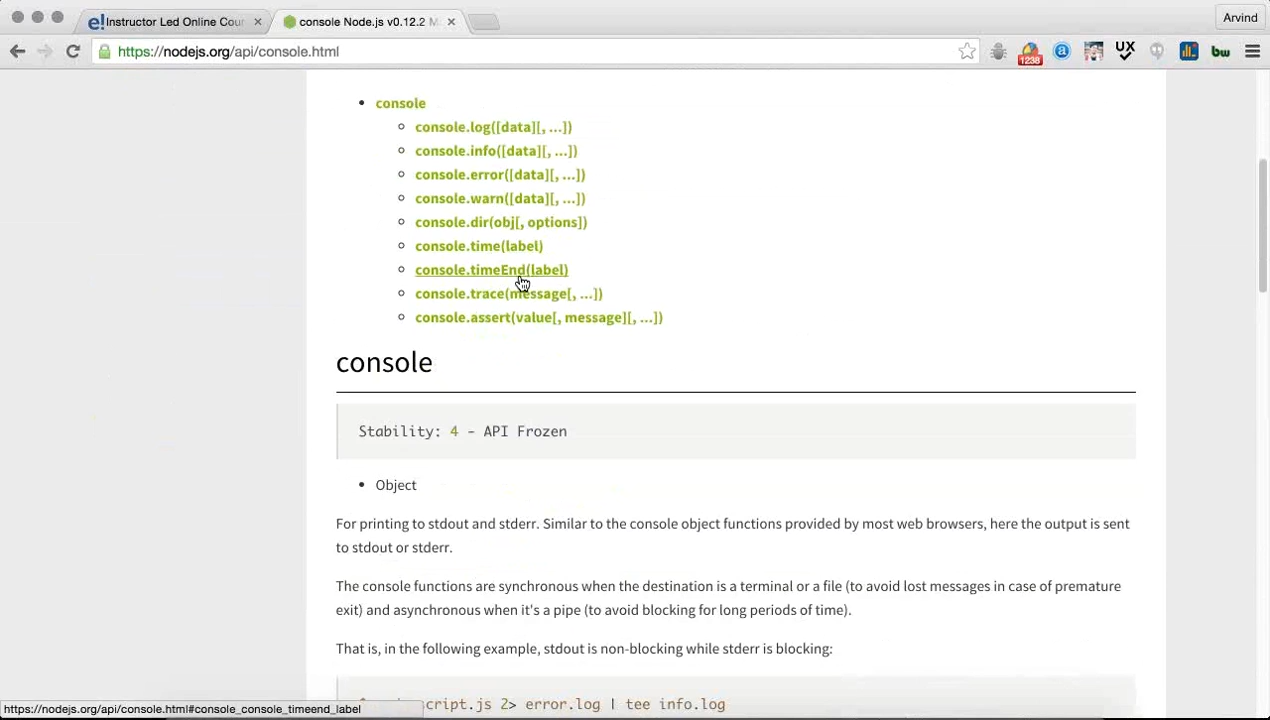 Instructor Led Online Cour
console Node.js v0.12.2 M
Arvind
https://nodejs.org/api/console.html
1238
a
UX
bw
console
console.log([data][, ...])
console.info([data][, ...])
console.error([data][, ...])
console.warn([data][, ...])
console.dir(obj[, options])
console.time(label)
console.timeEnd(label)
console.trace(message[, ...])
console.assert(value[, message][, ...])
console
Stability: 4 - API Frozen
Object
For printing to stdout and stderr. Similar to the console object functions provided by most web browsers, here the output is sent
to stdout or stderr.
The console functions are synchronous when the destination is a terminal or a file (to avoid lost messages in case of premature
exit) and asynchronous when it's a pipe (to avoid blocking for long periods of time).
That is, in the following example, stdout is non-blocking while stderr is blocking:
script.js 2> error.log | tee info.log
https://nodejs.org/api/console.html#console_console_timeend_label